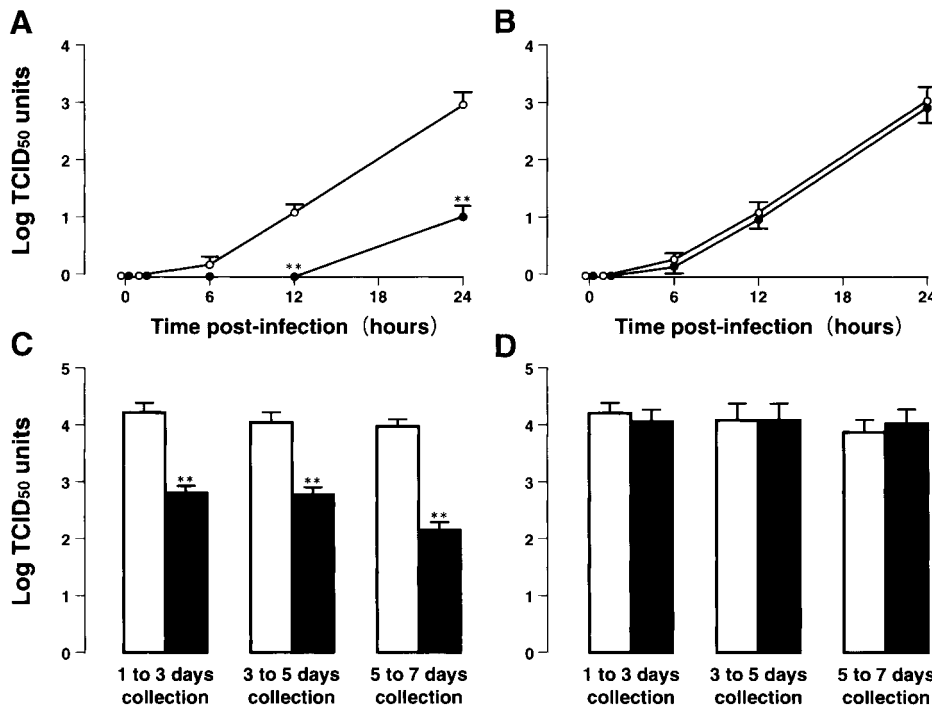 A
B
4
3
2
1
0
Log TCID50 units
**
**
0 6 12 18 24
Time post-infection (hours)
4
3
2
1
0
0 6 12 18 24
Time post-infection (hours)
C
D
5
4
3
2
1
0
Log TCID50 units
**
**
**
1 to 3 days
collection
3 to 5 days
collection
5 to 7 days
collection
5
4
3
2
1
0
1 to 3 days
collection
3 to 5 days
collection
5 to 7 days
collection